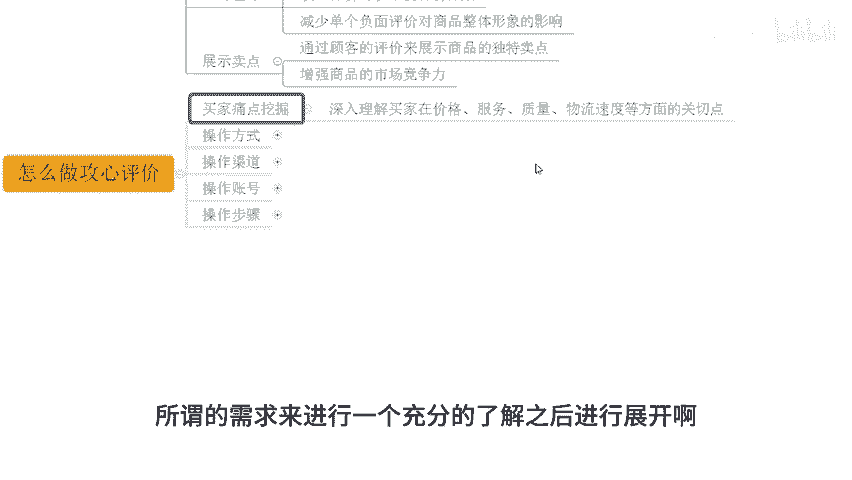 减少单个负面评价对商品整体形象的影响
展示卖点
通过顾客的评价来展示商品的独特卖点
增强商品的市场竞争力
买家痛点挖掘
深入理解买家在价格、服务、质量、物流速度等方面的关切点
操作方式
怎么做攻心评价
操作渠道
操作账号
操作步骤
所谓的需求来进行一个充分的了解之后进行展开啊
bilibili